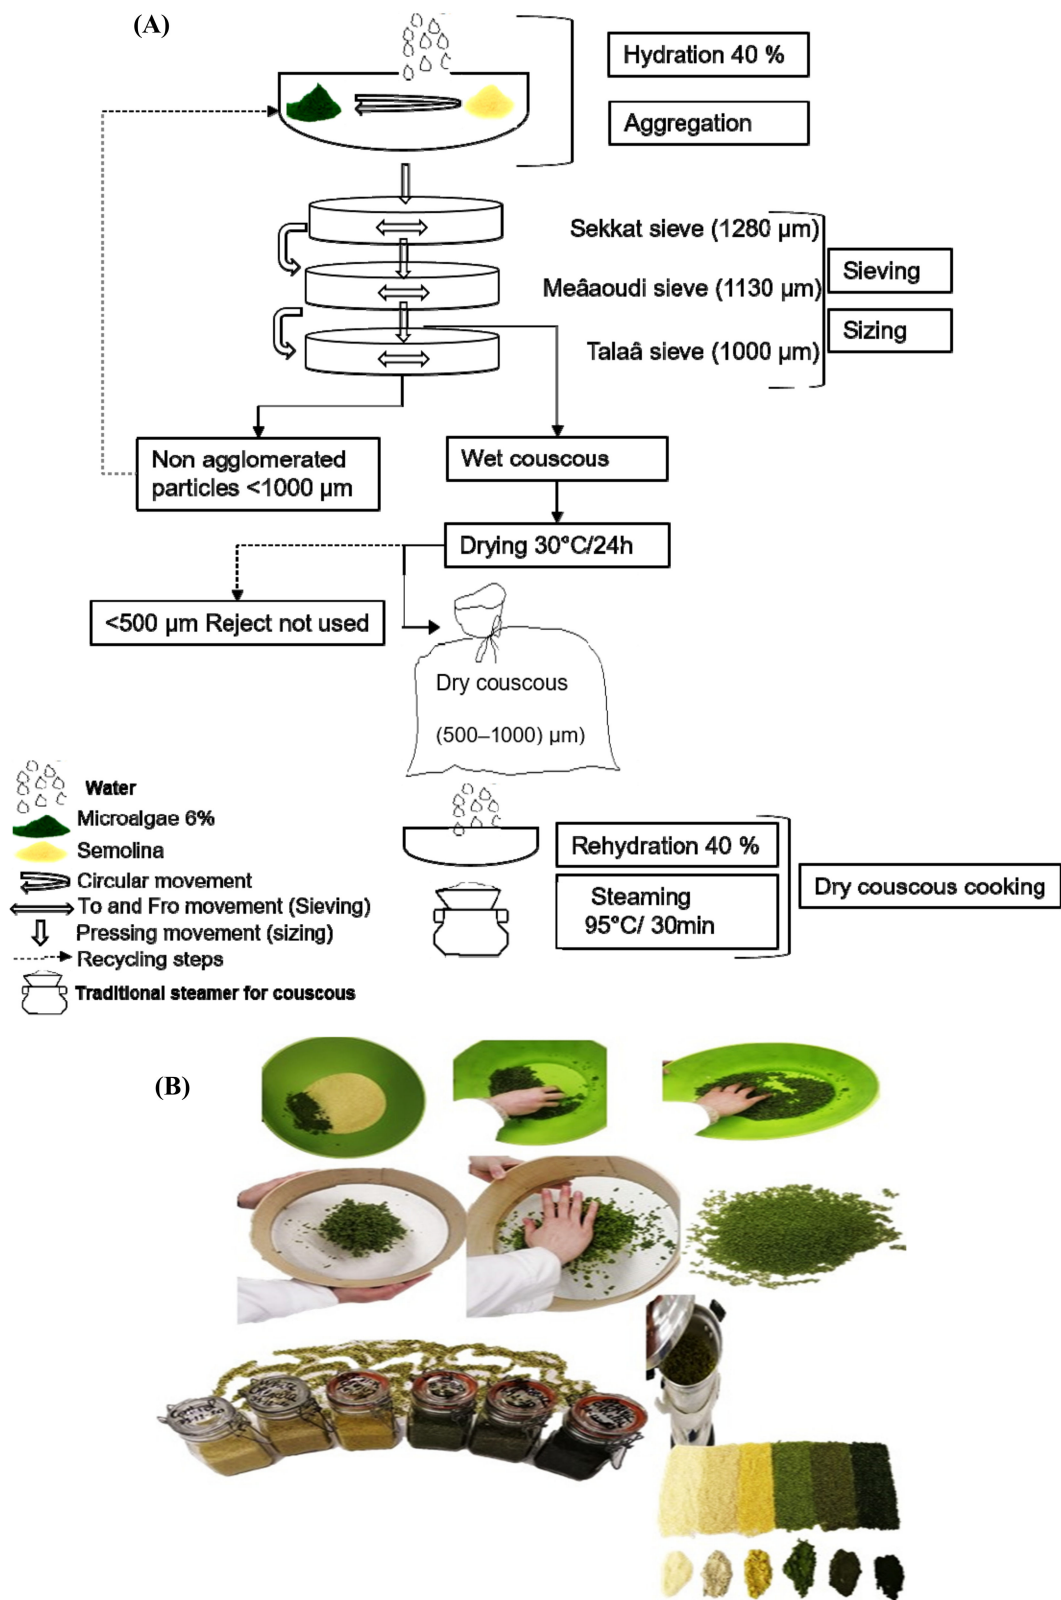 (A)
Hydration 40 %
Aggregation
Sekkat sieve (1280 µm)
Meâaoudi sieve (1130 µm)
Talaâ sieve (1000 µm)
Sieving
Sizing
Non agglomerated
particles <1000 µm
Wet couscous
Drying 30°C/24h
<500 µm Reject not used
Dry couscous
(500–1000) µm)
Water
Microalgae 6%
Semolina
Circular movement
To and Fro movement (Sieving)
Pressing movement (sizing)
Recycling steps
Traditional steamer for couscous
Rehydration 40 %
Steaming
95°C/ 30min
Dry couscous cooking
(B)
Control